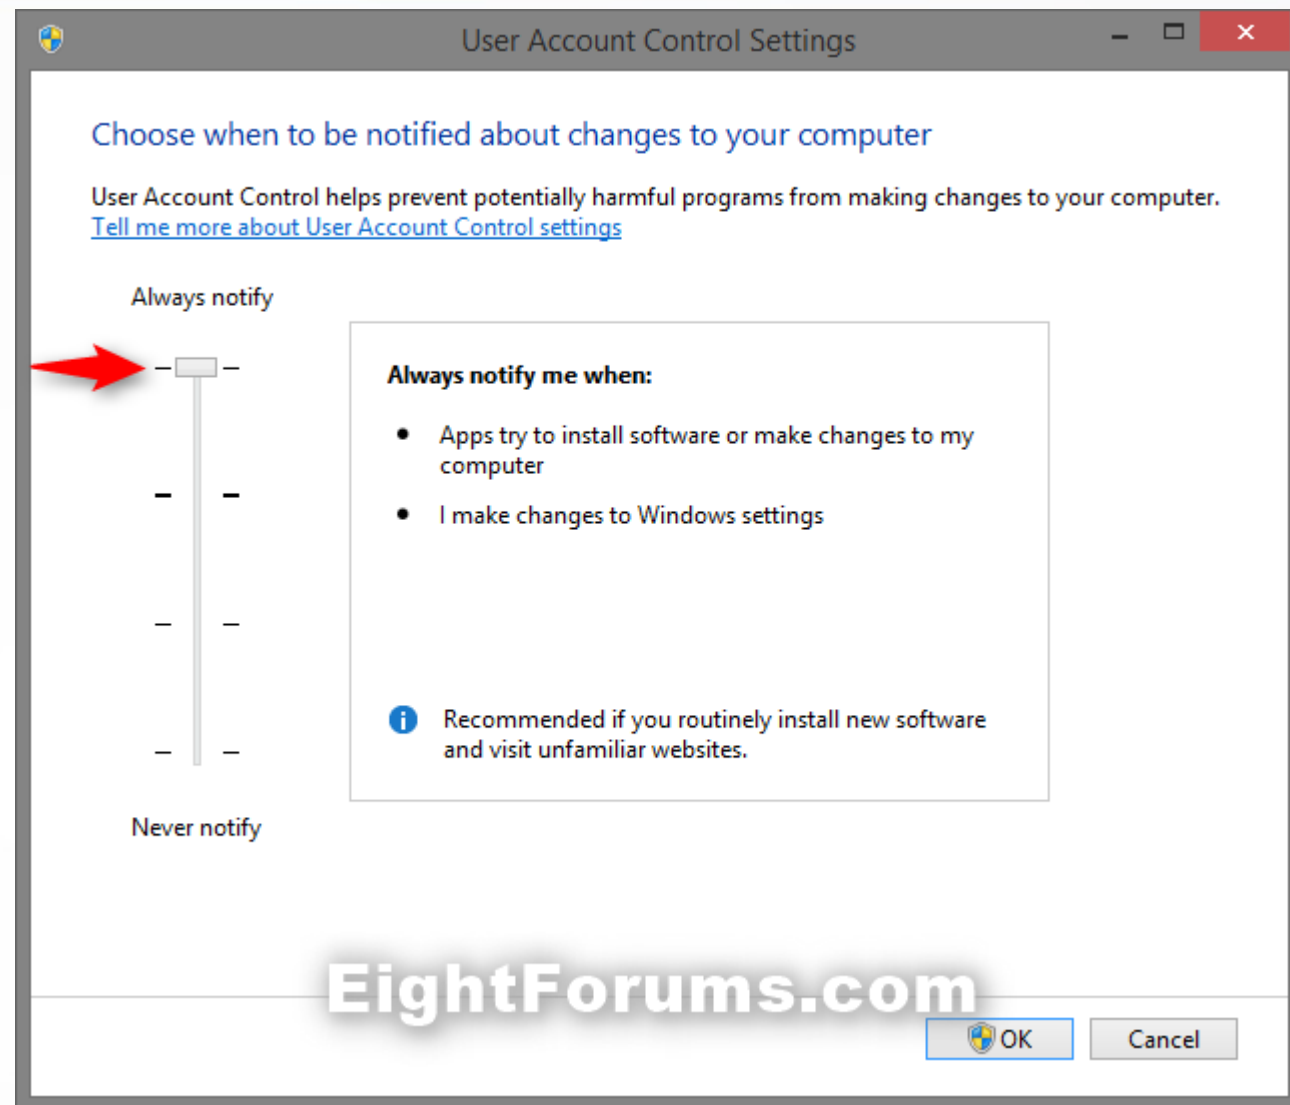 User Account Control Settings
Choose when to be notified about changes to your computer
User Account Control helps prevent potentially harmful programs from making changes to your computer.
Tell me more about User Account Control settings
Always notify
Always notify me when:
• Apps try to install software or make changes to my
computer
• I make changes to Windows settings
Recommended if you routinely install new software
and visit unfamiliar websites.
Never notify
EightForums.com
OK
Cancel